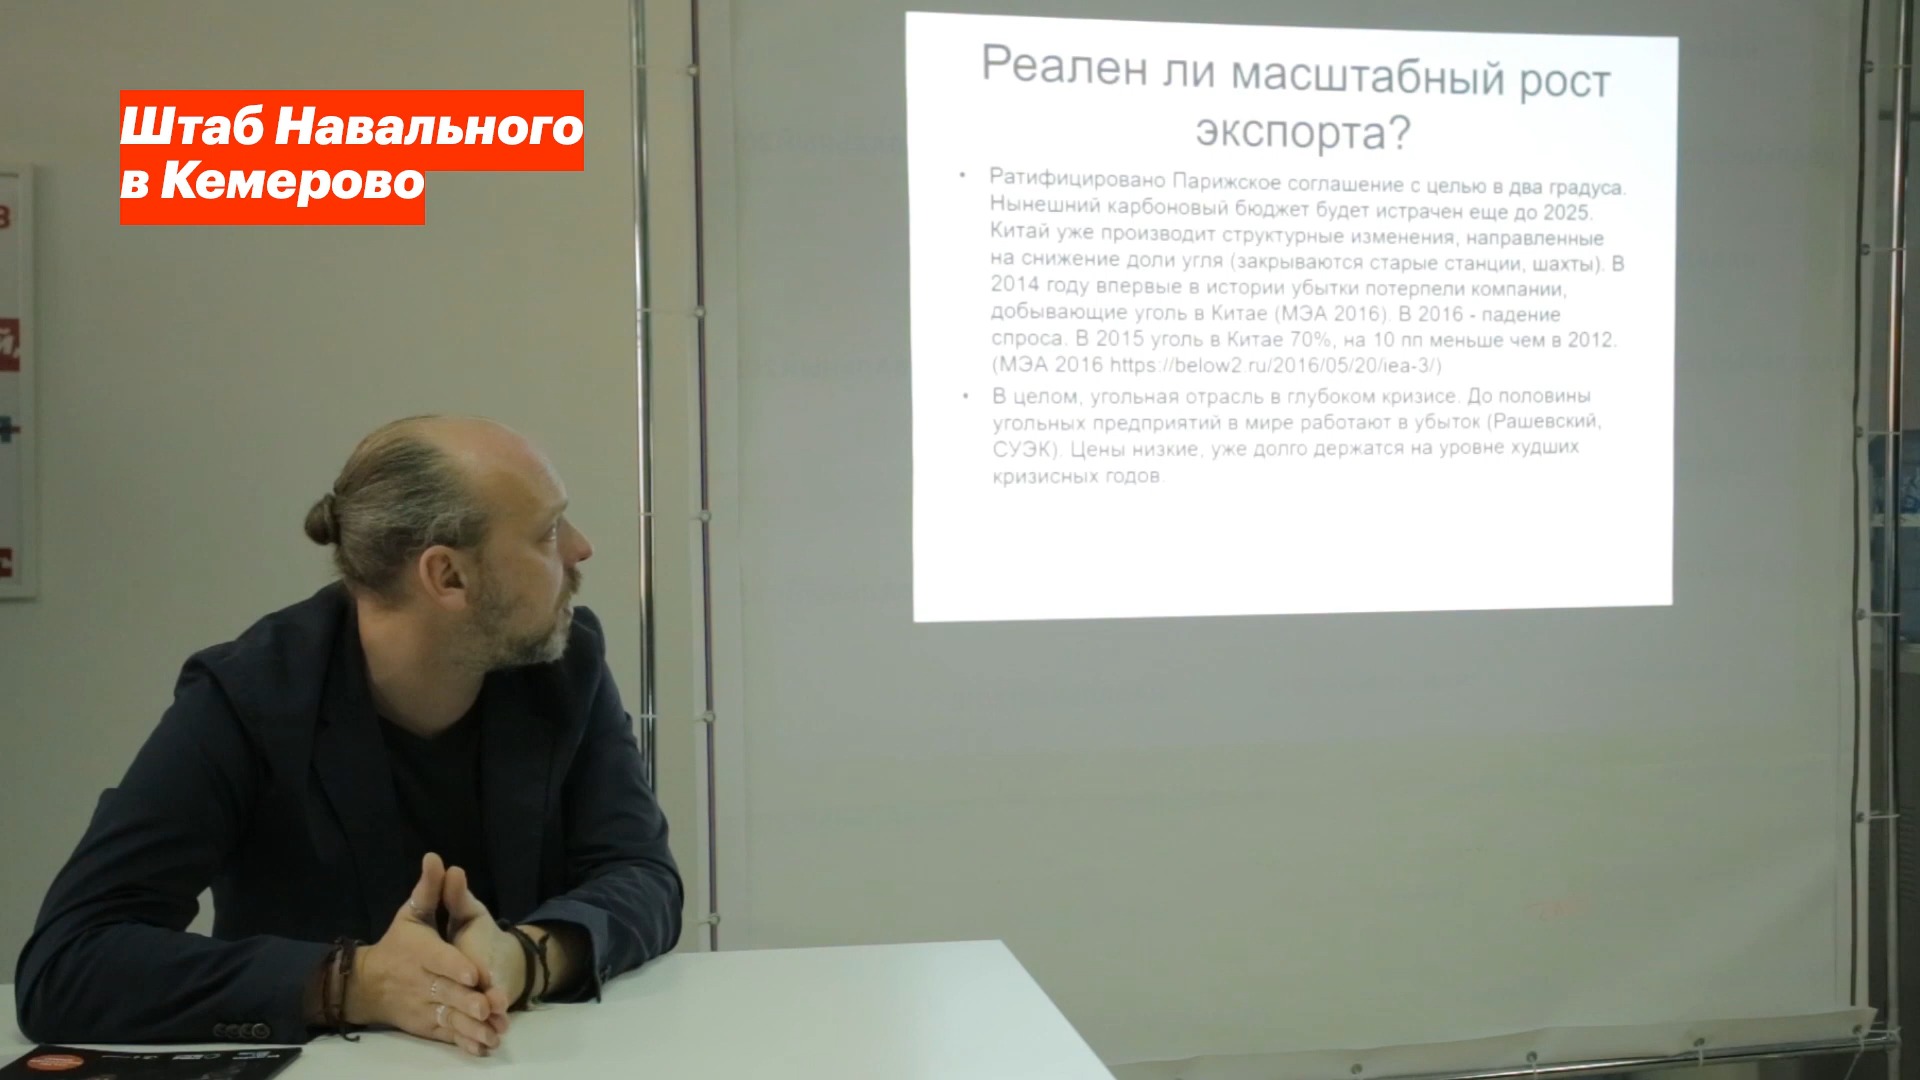 Штаб Навального
в Кемерово
Реален ли масштабный рост
экспорта?
• Ратифицировано Парижское соглашение с целью в два градуса.
Нынешний карбоновый бюджет будет истрачен еще до 2025.
Китай уже производит структурные изменения, направленные
на снижение доли угля (закрываются старые станции, шахты). В
2014 году впервые в истории убытки потерпели компании,
добывающие уголь в Китае (МЭА 2016). В 2016 - падение
спроса. В 2015 уголь в Китае 70%, на 10 пп меньше чем в 2012.
(МЭА 2016 https://below2.ru/2016/05/20/iea-3/)
• В целом, угольная отрасль в глубоком кризисе. До половины
угольных предприятий в мире работают в убыток (Рашевский,
СУЭК). Цены низкие, уже долго держатся на уровне худших
кризисных годов.